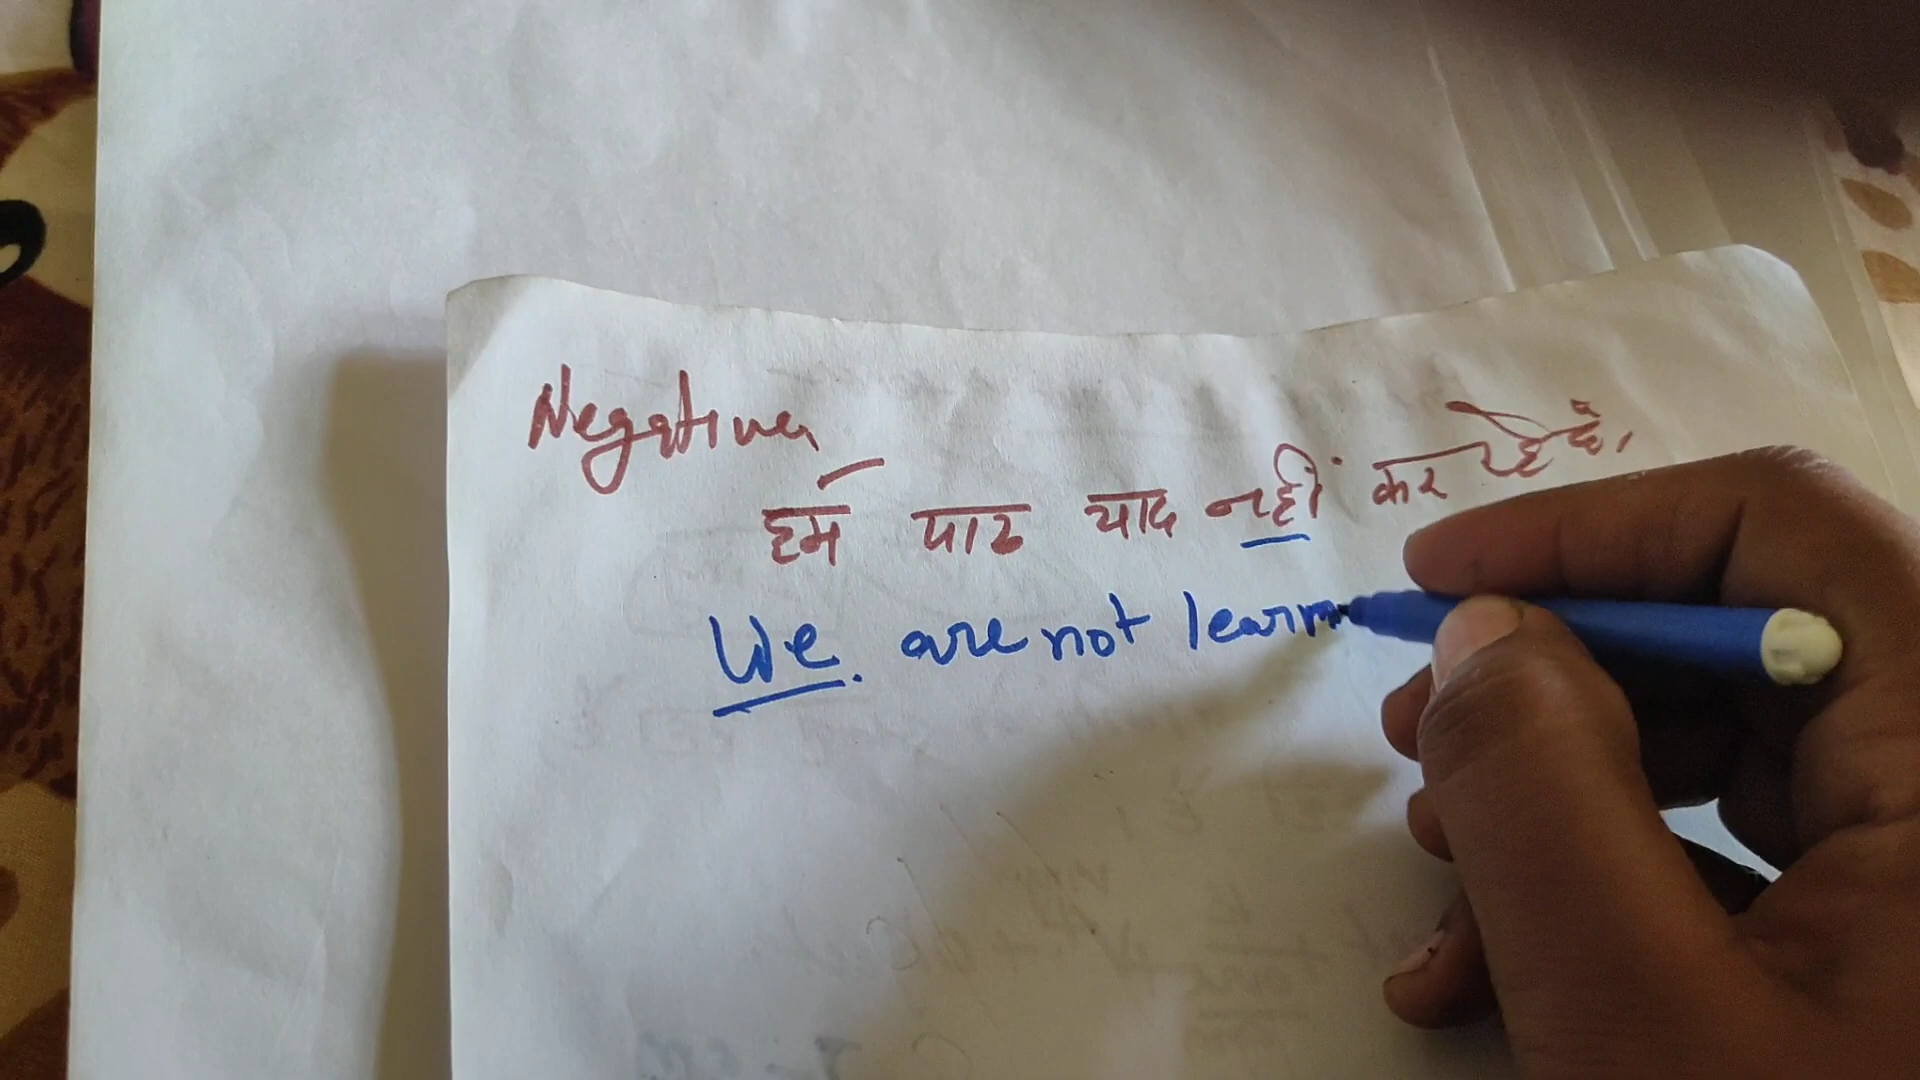 Negative
हम पाठ याद नहीं कर रहे हैं,
We. are not learn